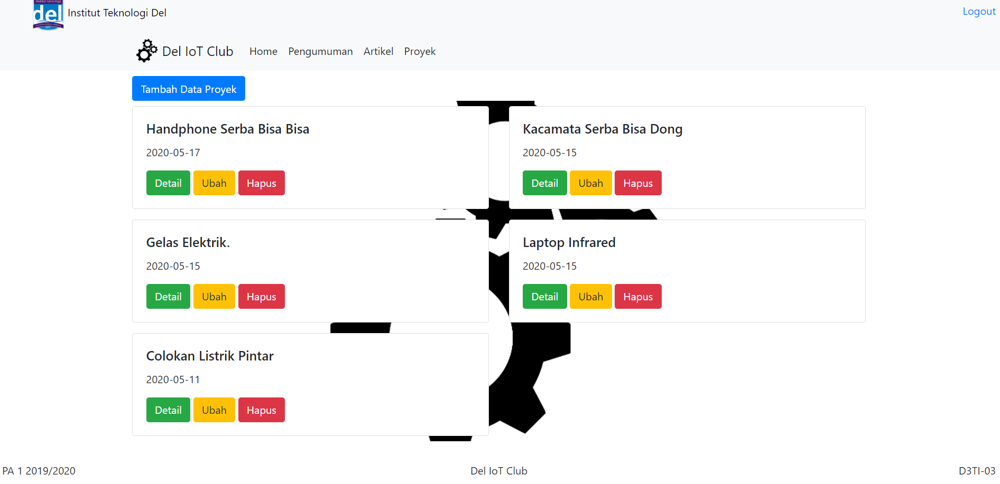 institut teknologi
del
2001
Institut Teknologi Del
Logout
Del IoT Club
Home Pengumuman Artikel Proyek
Tambah Data Proyek
Handphone Serba Bisa Bisa
2020-05-17
Detail Ubah Hapus
Kacamata Serba Bisa Dong
2020-05-15
Detail Ubah Hapus
Gelas Elektrik.
2020-05-15
Detail Ubah Hapus
Laptop Infrared
2020-05-15
Detail Ubah Hapus
Colokan Listrik Pintar
2020-05-11
Detail Ubah Hapus
PA 1 2019/2020
Del IoT Club
D3TI-03